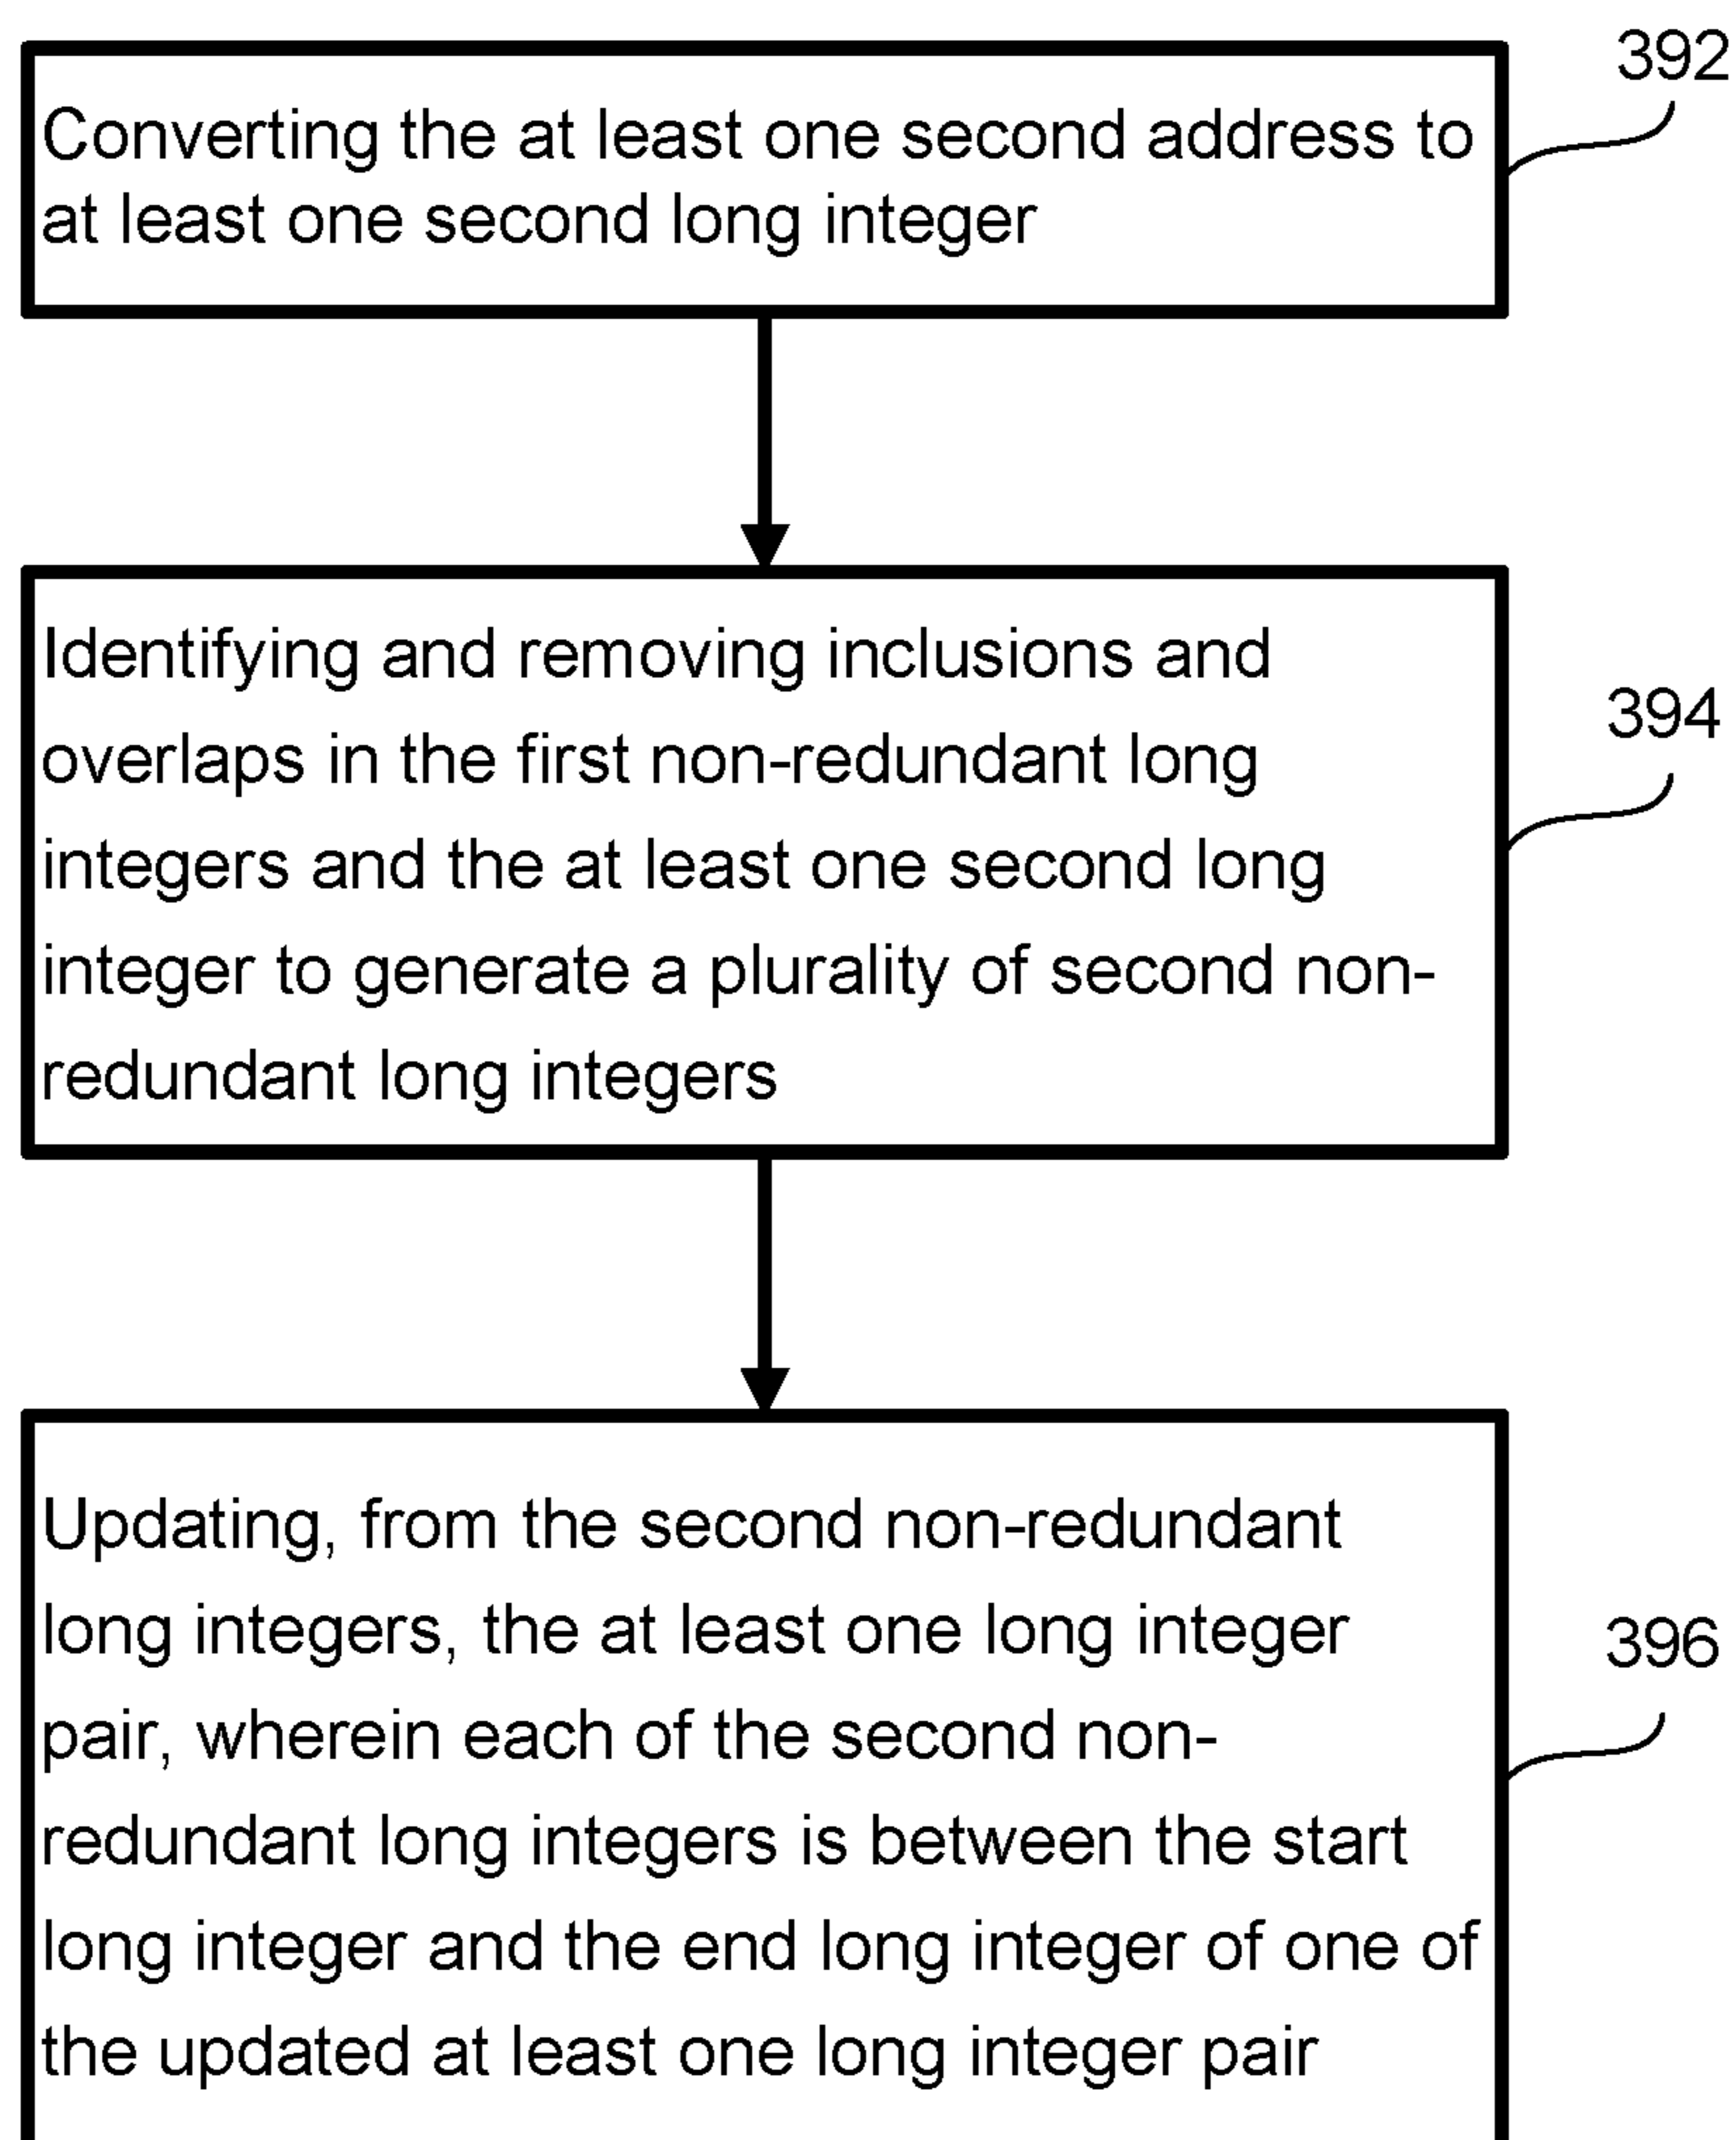 392
Converting the at least one second address to
at least one second long integer
Identifying and removing inclusions and
overlaps in the first non-redundant long
integers and the at least one second long
integer to generate a plurality of second non-
redundant long integers
394
Updating, from the second non-redundant
long integers, the at least one long integer
pair, wherein each of the second non-
redundant long integers is between the start
long integer and the end long integer of one of
the updated at least one long integer pair
396